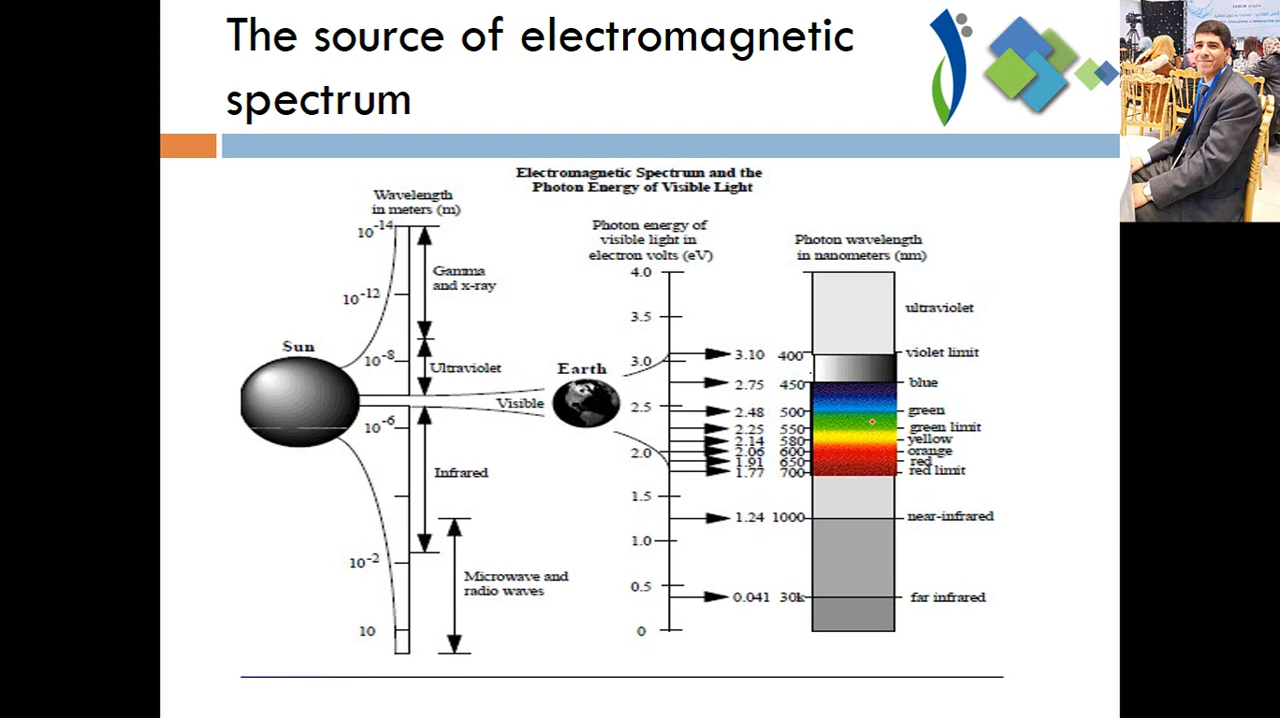 The source of electromagnetic
spectrum
Electromagnetic Spectrum and the
Photon Energy of Visible Light
Wavelength
in meters (m)
10-14
10-12
10-8
10-6
10-2
10
Gamma
and x-ray
Ultraviolet
Visible
Infrared
Microwave and
radio waves
Sun
Earth
Photon energy of
visible light in
electron volts (eV)
4.0
3.5
3.0
2.5
2.0
1.5
1.0
0.5
0
Photon wavelength
in nanometers (nm)
ultraviolet
3.10 400 violet limit
2.75 450 blue
2.48 500 green
2.25 550 green limit
2.14 580 yellow
2.06 600 orange
1.91 650 red
1.77 700 red limit
1.24 1000 near-infrared
0.041 30k far infrared